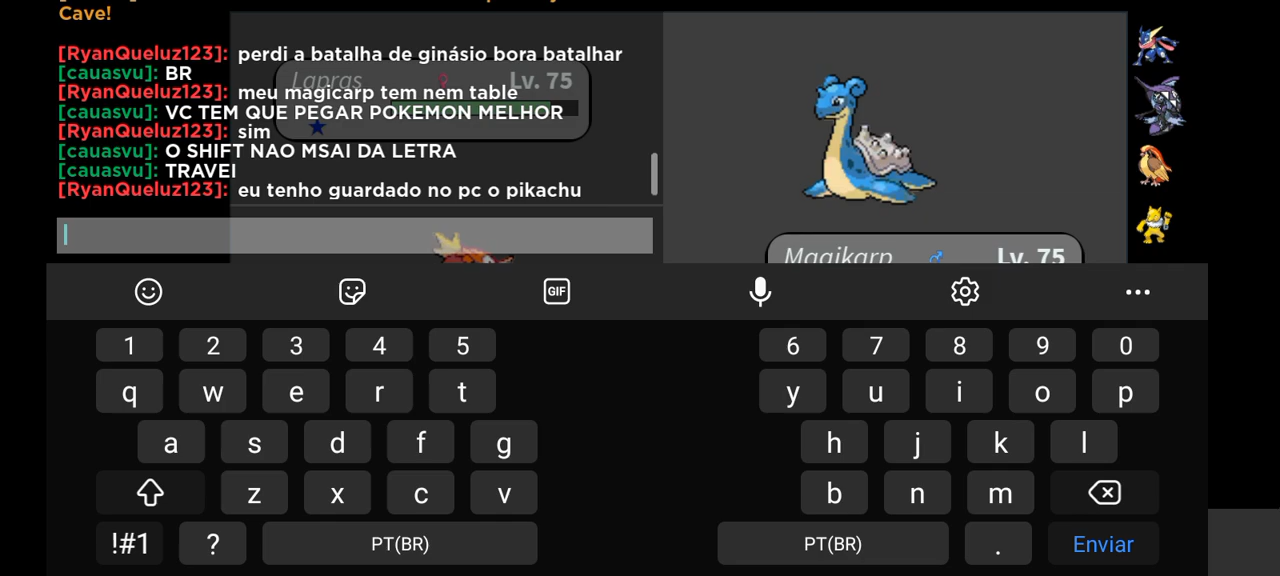 Cave!
[RyanQueluz123]: perdi a batalha de ginásio bora batalhar
[cauasvu]: BR
Lapras Lv. 75
[RyanQueluz123]: meu magicarp tem nem table
[cauasvu]: VC TEM QUE PEGAR POKEMON MELHOR
[RyanQueluz123]: sim
[cauasvu]: O SHIFT NAO MSAI DA LETRA
[cauasvu]: TRAVEI
[RyanQueluz123]: eu tenho guardado no pc o pikachu
Magikarp ♂ Lv. 75
GIF
1 2 3 4 5 6 7 8 9 0
q w e r t y u i o p
a s d f g h j k l
z x c v b n m
!#1 ? PT(BR) PT(BR) . Enviar